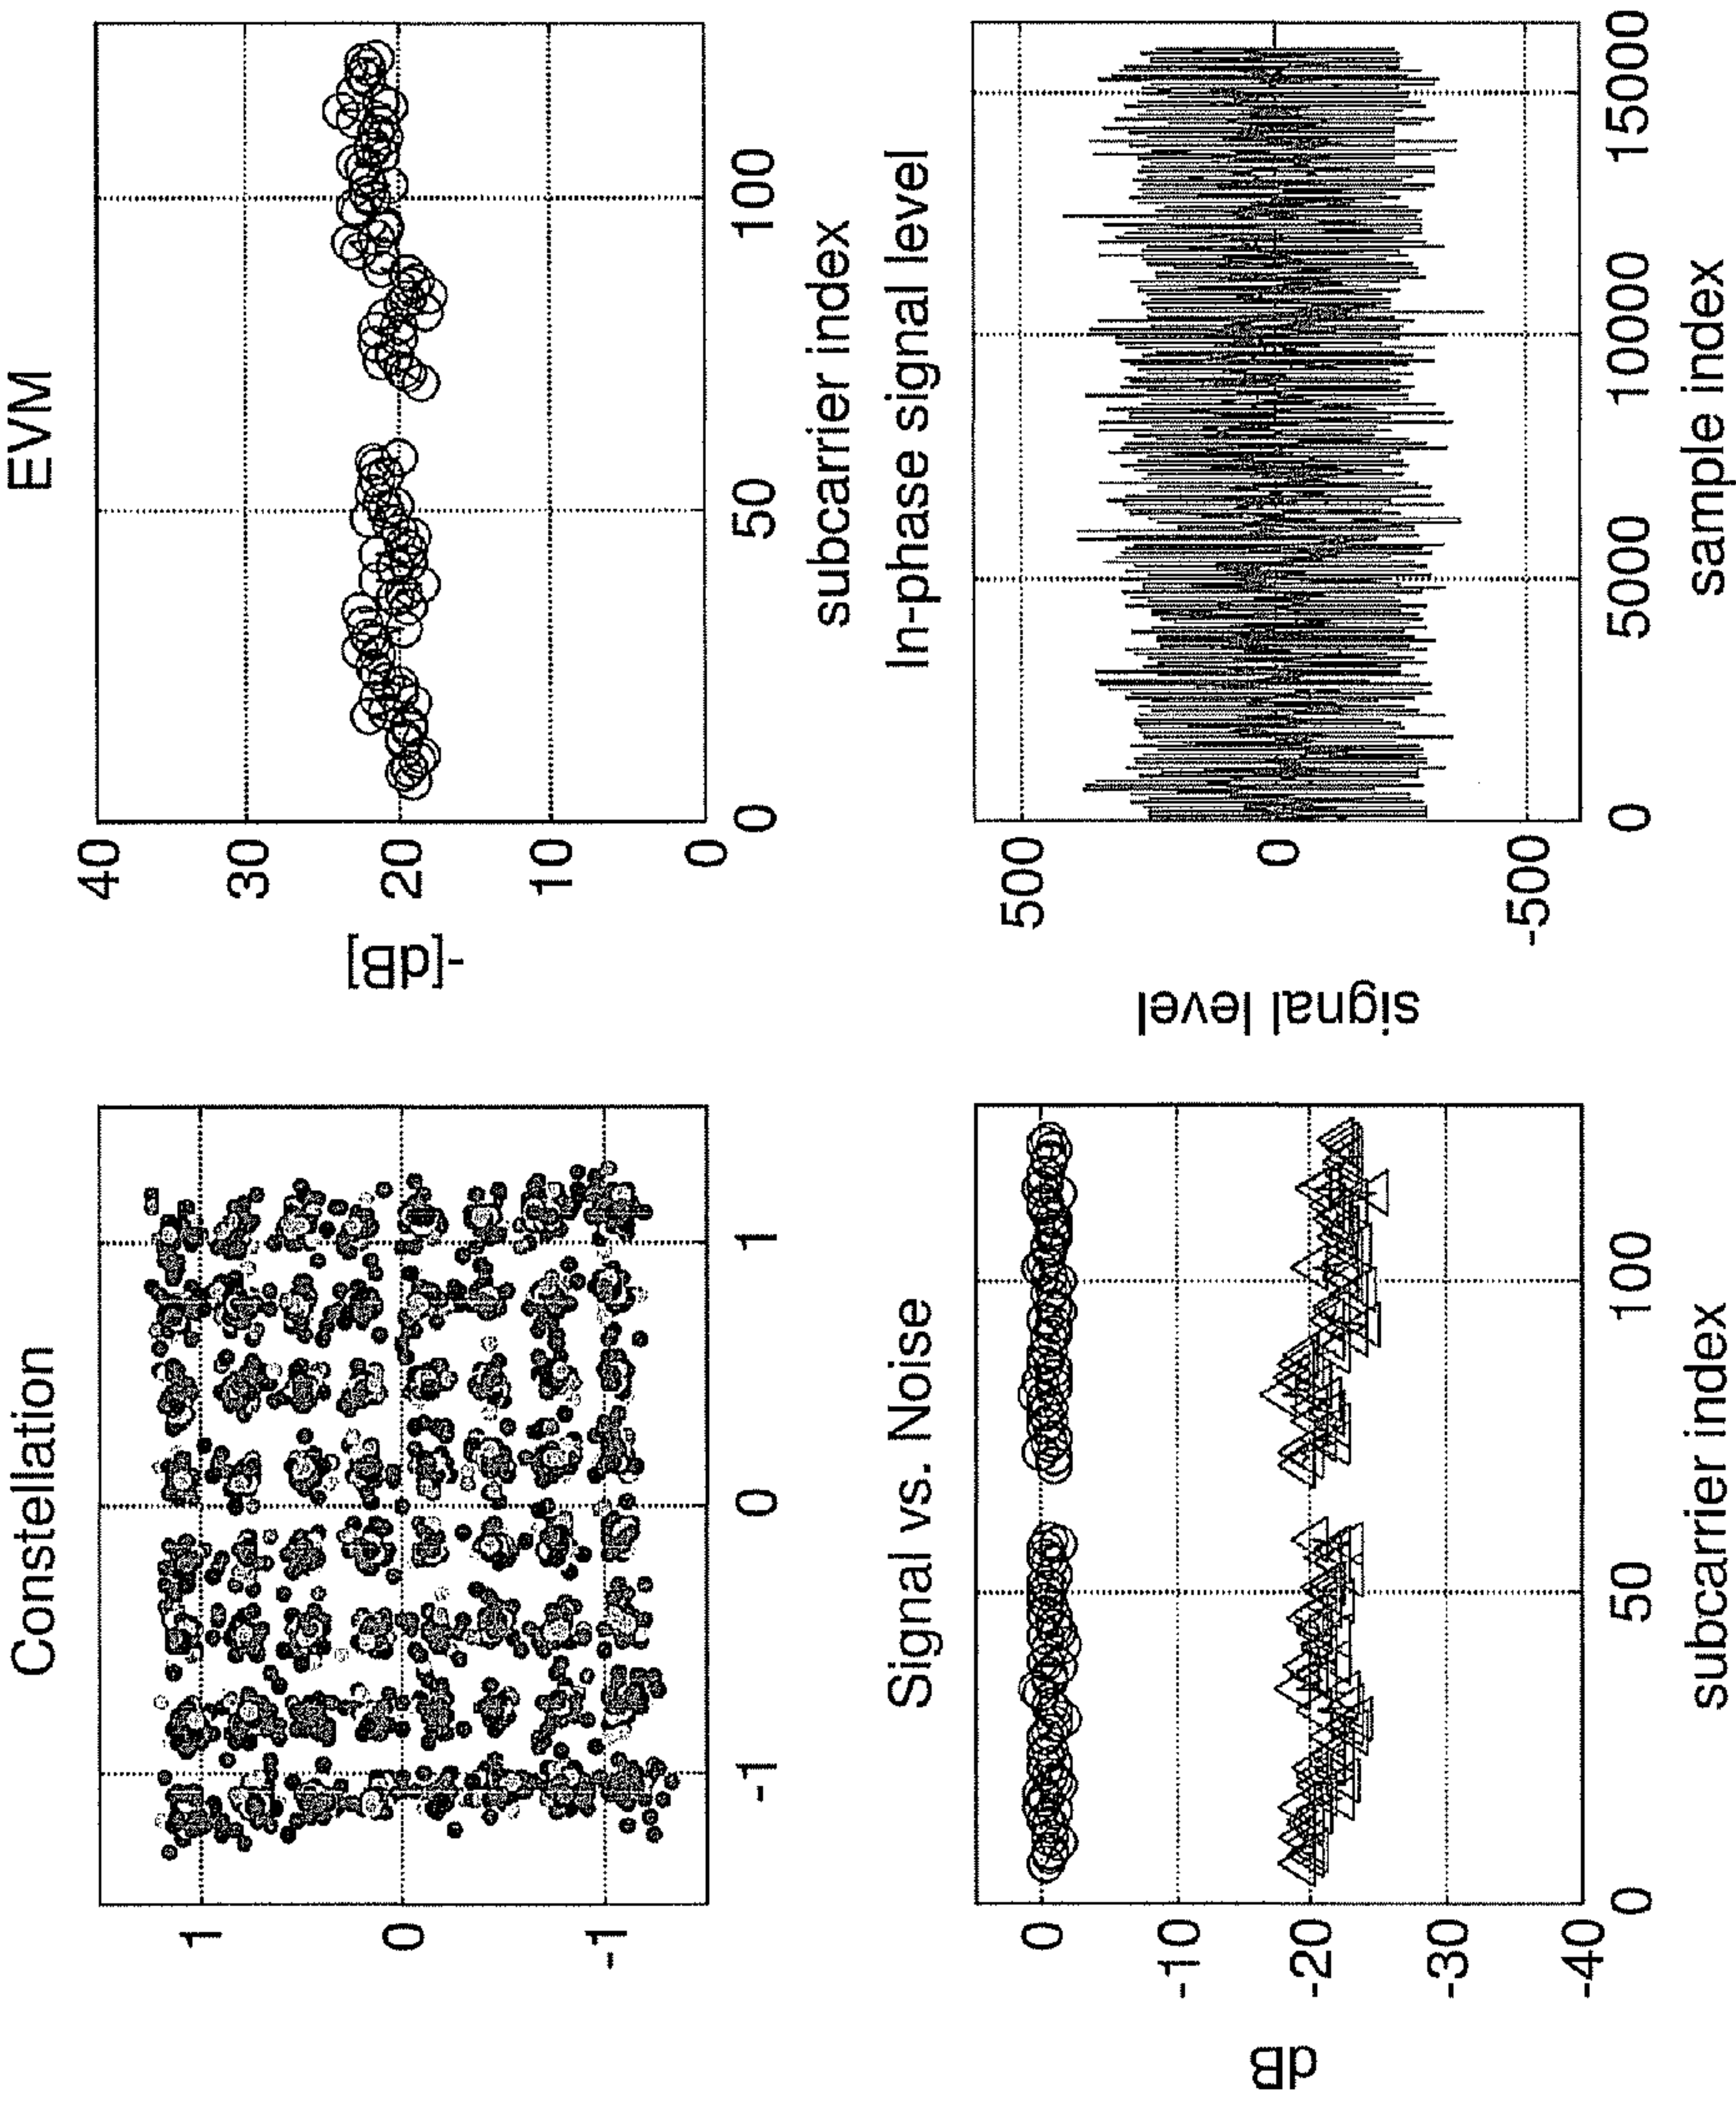 Constellation
1
0
-1
-1
0
1
EVM
-[dB]
40
30
20
10
0
0
50
100
subcarrier index
Signal vs. Noise
dB
0
-10
-20
-30
-40
0
50
100
subcarrier index
In-phase signal level
signal level
500
0
-500
0
5000
10000
15000
sample index